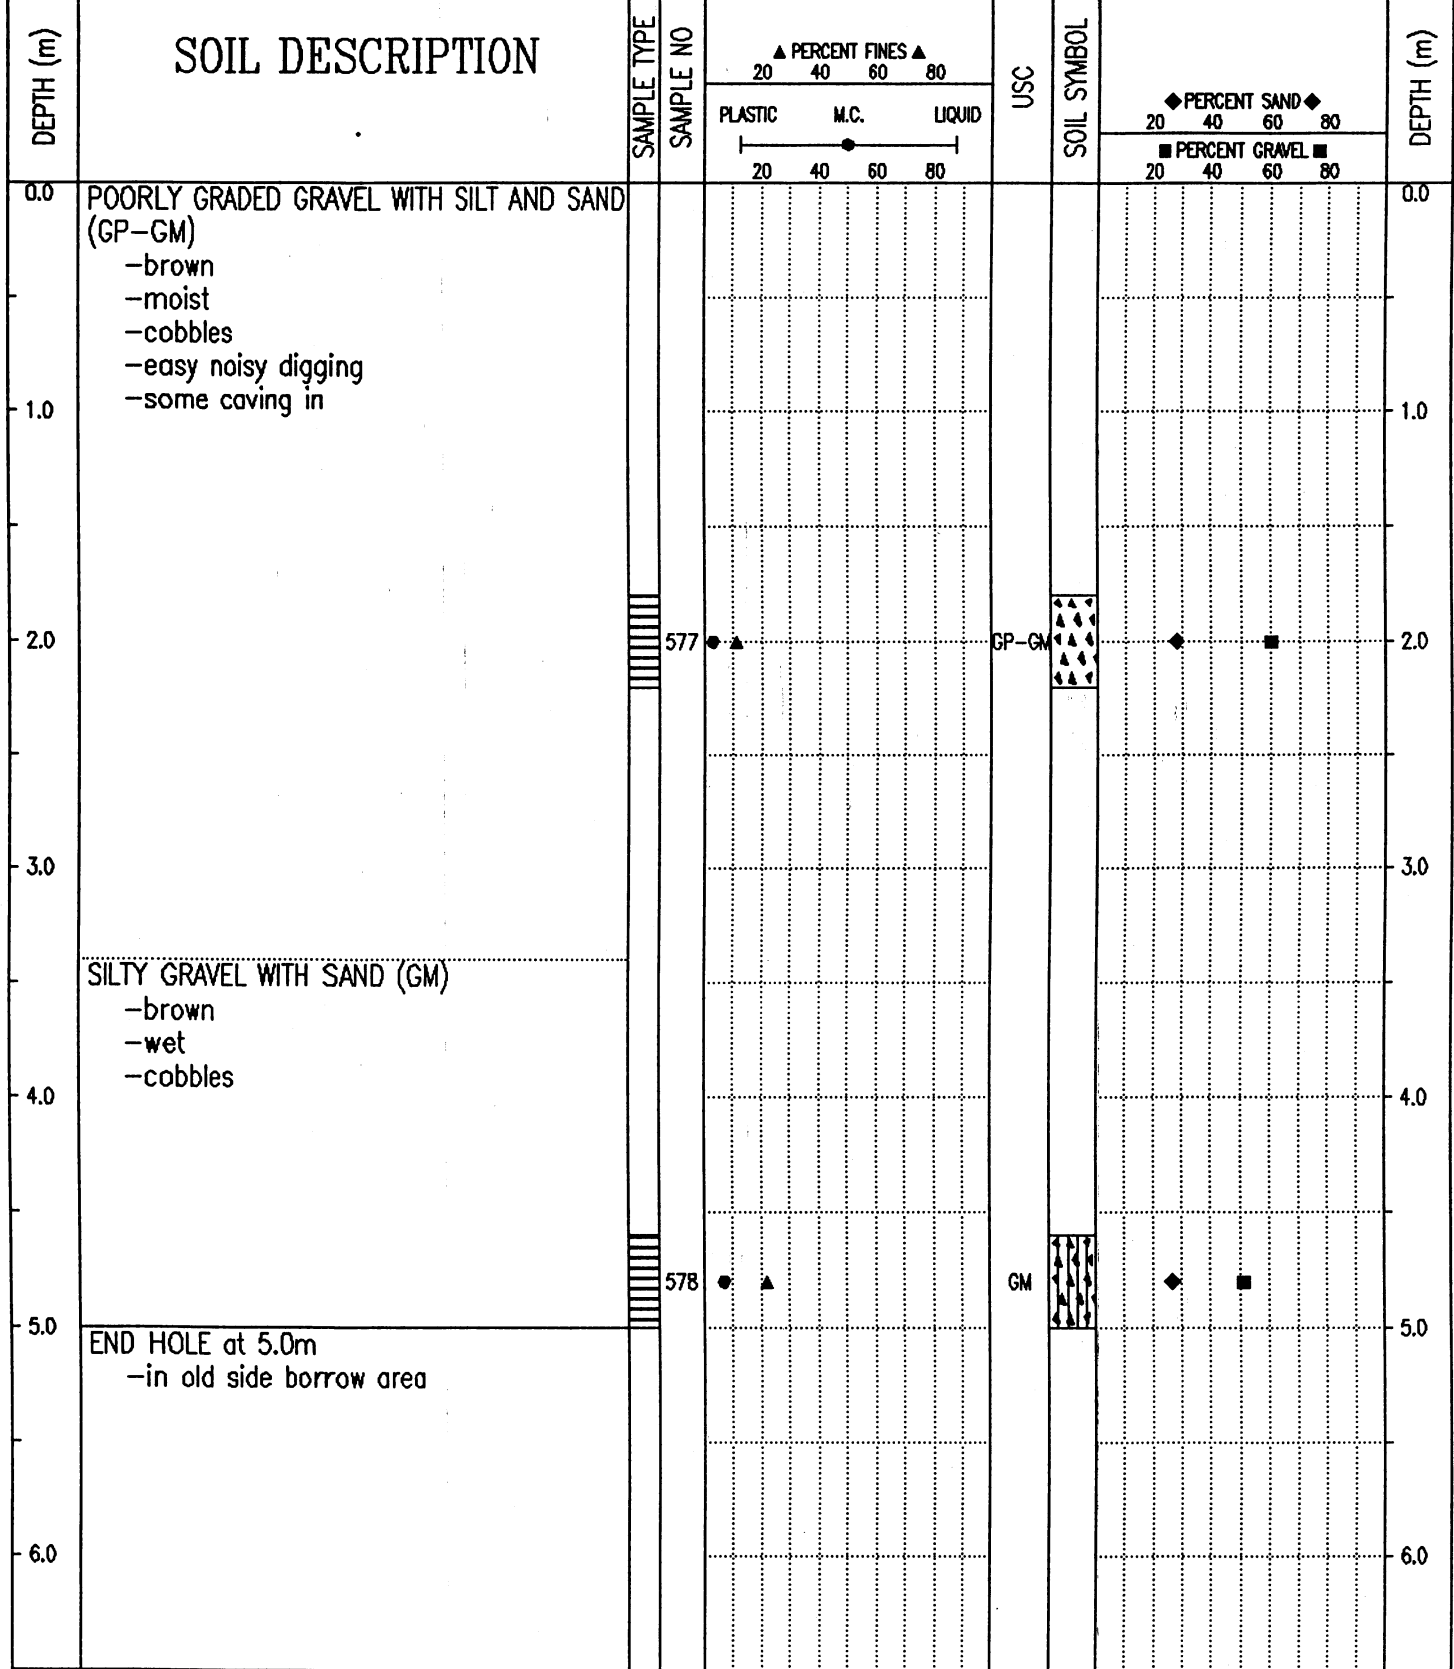 DEPTH (m)
SOIL DESCRIPTION
SAMPLE TYPE
SAMPLE NO
▲ PERCENT FINES ▲
20 40 60 80
PLASTIC M.C. LIQUID
20 40 60 80
USC
SOIL SYMBOL
◆ PERCENT SAND ◆
20 40 60 80
■ PERCENT GRAVEL ■
20 40 60 80
DEPTH (m)
0.0 0.0
POORLY GRADED GRAVEL WITH SILT AND SAND
(GP-GM)
-brown
-moist
-cobbles
-easy noisy digging
-some caving in
1.0 1.0
2.0 577 GP-GM 2.0
3.0 3.0
SILTY GRAVEL WITH SAND (GM)
-brown
-wet
-cobbles
4.0 4.0
578 GM
5.0 5.0
END HOLE at 5.0m
-in old side borrow area
6.0 6.0